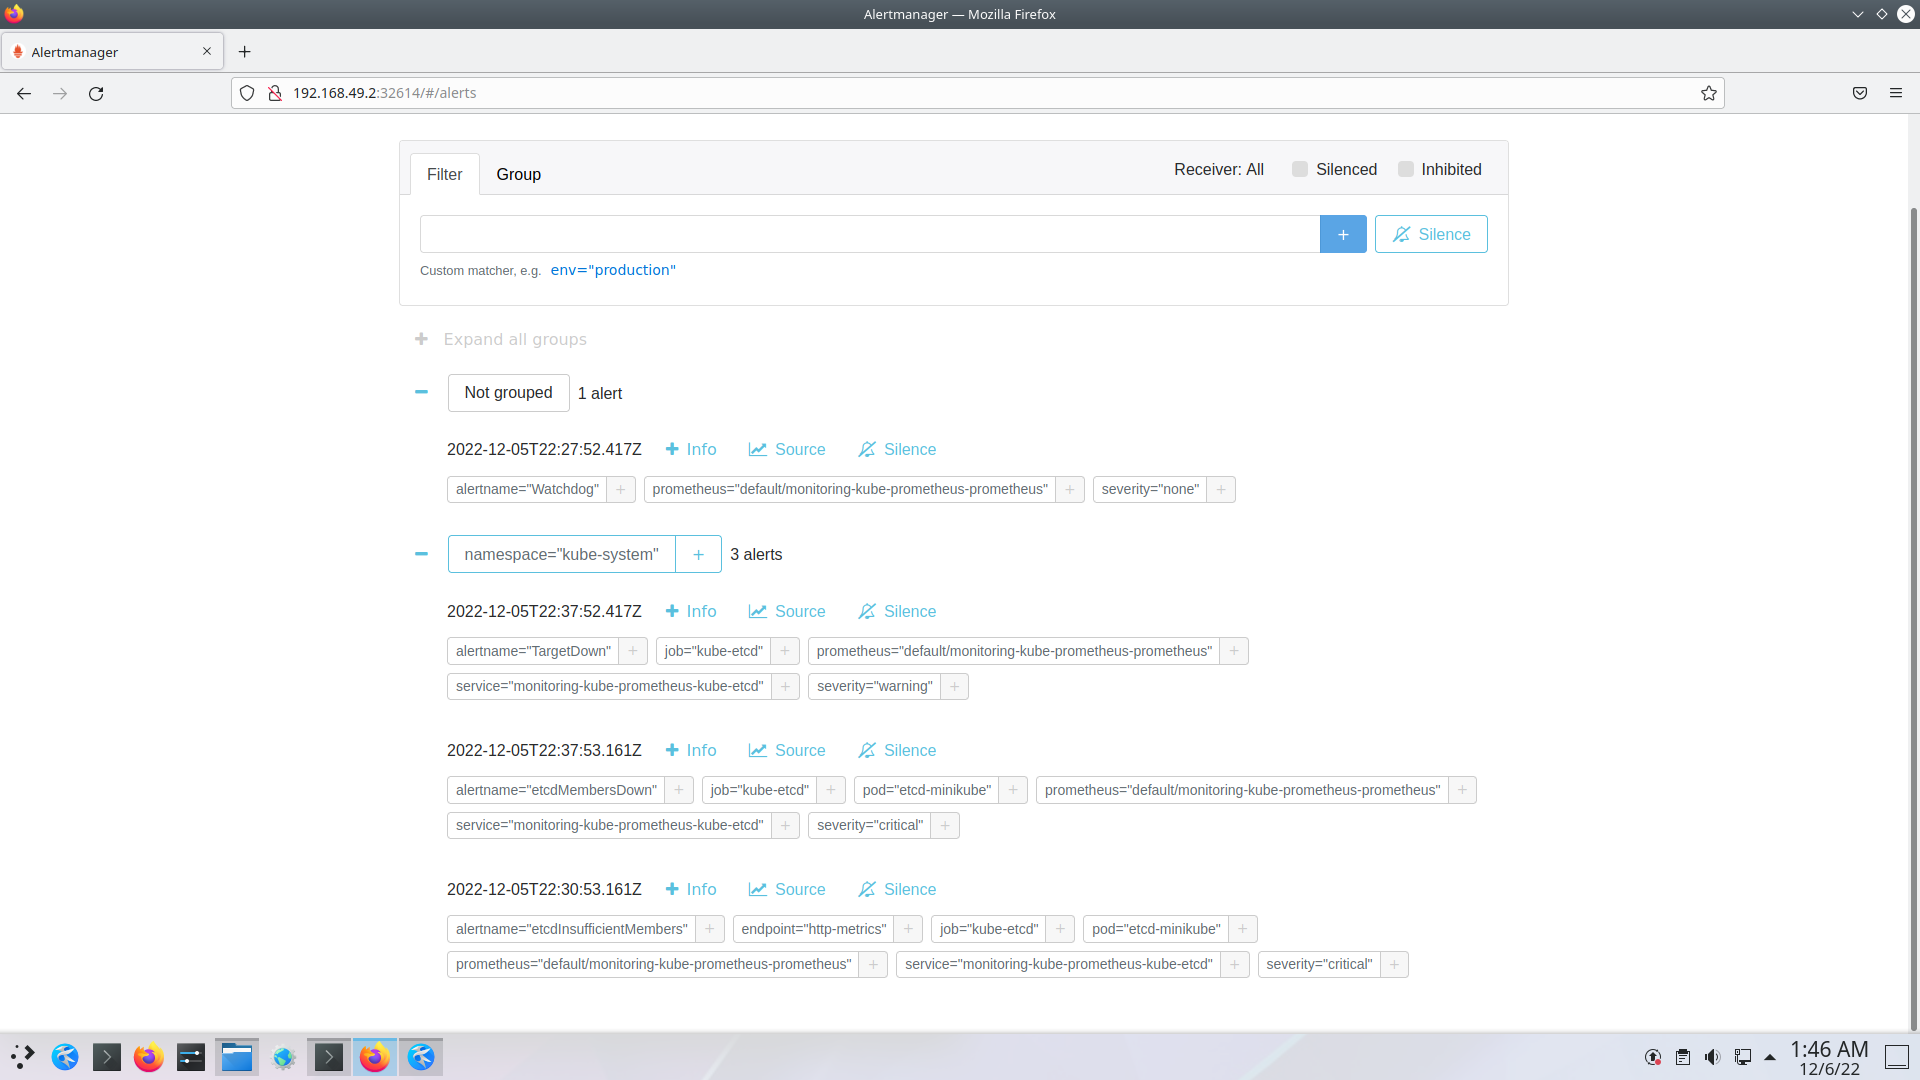 Alertmanager — Mozilla Firefox
Alertmanager
192.168.49.2:32614/#/alerts
Filter Group Receiver: All Silenced Inhibited
+ Silence
Custom matcher, e.g. env="production"
+ Expand all groups
Not grouped 1 alert
2022-12-05T22:27:52.417Z + Info Source Silence
alertname="Watchdog" + prometheus="default/monitoring-kube-prometheus-prometheus" + severity="none" +
namespace="kube-system" + 3 alerts
2022-12-05T22:37:52.417Z + Info Source Silence
alertname="TargetDown" + job="kube-etcd" + prometheus="default/monitoring-kube-prometheus-prometheus" +
service="monitoring-kube-prometheus-kube-etcd" + severity="warning" +
2022-12-05T22:37:53.161Z + Info Source Silence
alertname="etcdMembersDown" + job="kube-etcd" + pod="etcd-minikube" + prometheus="default/monitoring-kube-prometheus-prometheus" +
service="monitoring-kube-prometheus-kube-etcd" + severity="critical" +
2022-12-05T22:30:53.161Z + Info Source Silence
alertname="etcdInsufficientMembers" + endpoint="http-metrics" + job="kube-etcd" + pod="etcd-minikube" +
prometheus="default/monitoring-kube-prometheus-prometheus" + service="monitoring-kube-prometheus-kube-etcd" + severity="critical" +
1:46 AM
12/6/22